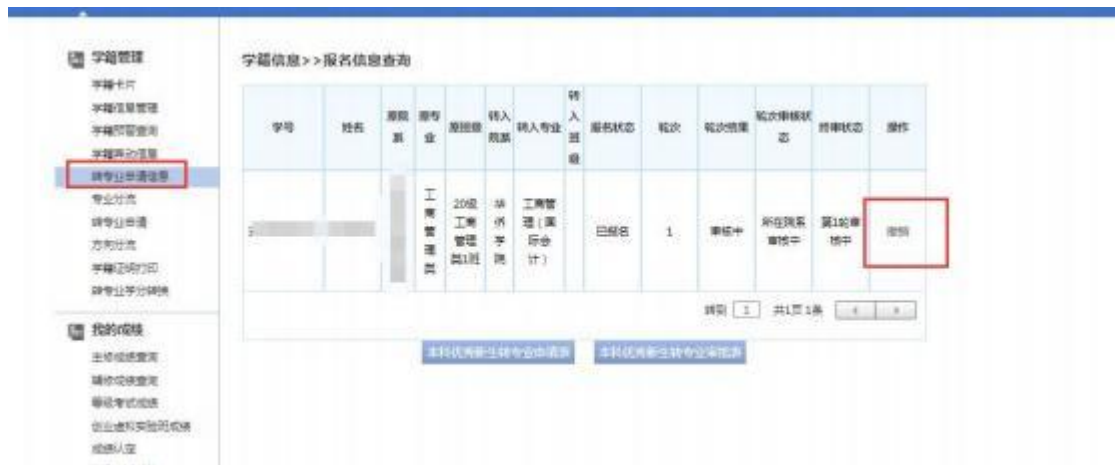 学籍管理
学籍卡片
学籍信息管理
学籍预警查询
学籍异动信息
转专业申请信息
专业分流
转专业申请
方向分流
学籍证明打印
转专业学分转换
我的成绩
主修成绩查询
辅修成绩查询
等级考试成绩
创业虚拟实验班成绩
成绩认定
学籍信息>>报名信息查询
学号 姓名 原院系 原专业 原班级 转入院系 转入专业 转入班级 报名状态 轮次 轮次结果 轮次审核状态 终审状态 操作
工商管理类 20级工商管理类1班 华侨学院 工商管理(国际会计) 已报名 1 审核中 所在院系审核中 第1轮审核中 撤销
转到 1 共1页1条
本科优秀新生转专业申请表 本科优秀新生转专业审批表